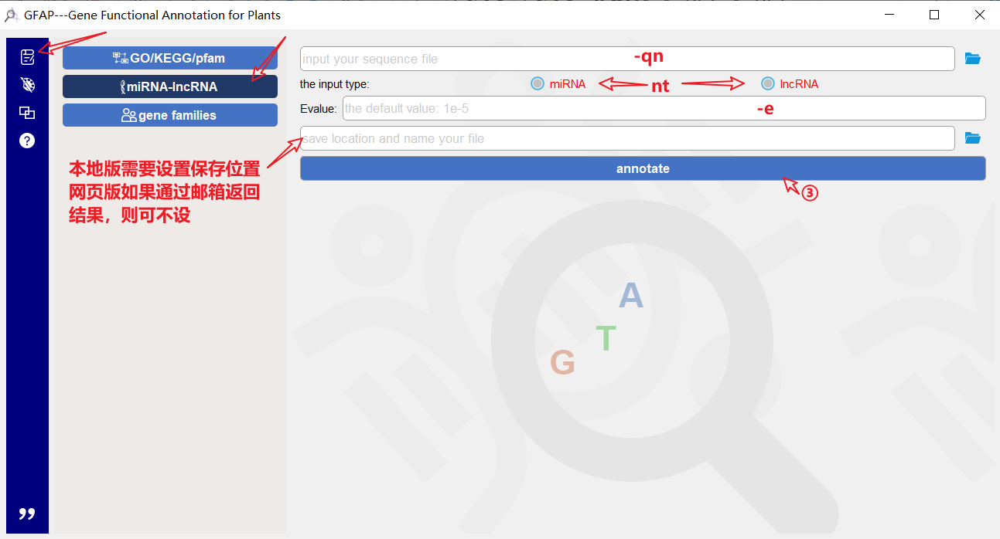 GFAP---Gene Functional Annotation for Plants
GO/KEGG/pfam
miRNA-lncRNA
gene families
input your sequence file
-qn
the input type:
miRNA
nt
lncRNA
Evalue:
the default value: 1e-5
-e
save location and name your file
annotate
③
本地版需要设置保存位置
网页版如果通过邮箱返回
结果，则可不设
A
T
G
?
”